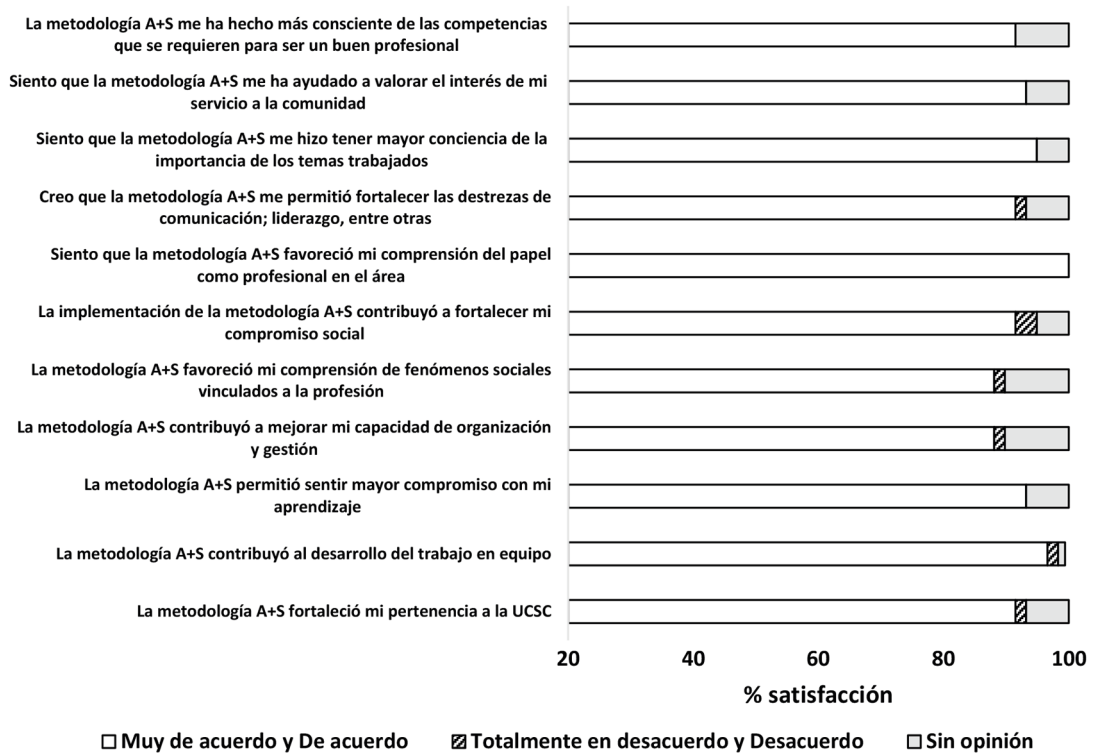 La metodología A+S me ha hecho más consciente de las competencias
que se requieren para ser un buen profesional
Siento que la metodología A+S me ha ayudado a valorar el interés de mi
servicio a la comunidad
Siento que la metodología A+S me hizo tener mayor conciencia de la
importancia de los temas trabajados
Creo que la metodología A+S me permitió fortalecer las destrezas de
comunicación; liderazgo, entre otras
Siento que la metodología A+S favoreció mi comprensión del papel
como profesional en el área
La implementación de la metodología A+S contribuyó a fortalecer mi
compromiso social
La metodología A+S favoreció mi comprensión de fenómenos sociales
vinculados a la profesión
La metodología A+S contribuyó a mejorar mi capacidad de organización
y gestión
La metodología A+S permitió sentir mayor compromiso con mi
aprendizaje
La metodología A+S contribuyó al desarrollo del trabajo en equipo
La metodología A+S fortaleció mi pertenencia a la UCSC
20 40 60 80 100
% satisfacción
Muy de acuerdo y De acuerdo Totalmente en desacuerdo y Desacuerdo Sin opinión